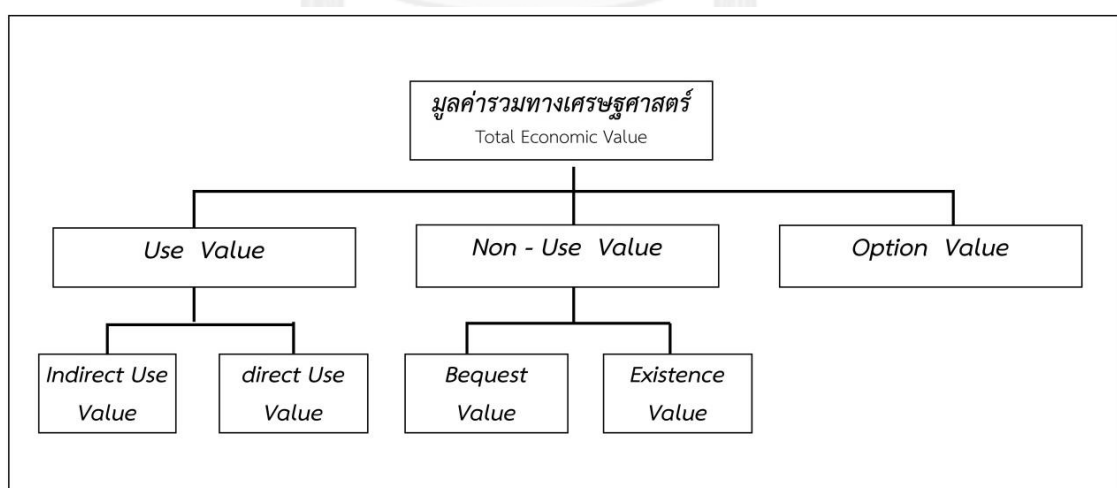 มูลค่ารวมทางเศรษฐศาสตร์
Total Economic Value
Use Value
Non - Use Value
Option Value
Indirect Use
Value
direct Use
Value
Bequest
Value
Existence
Value